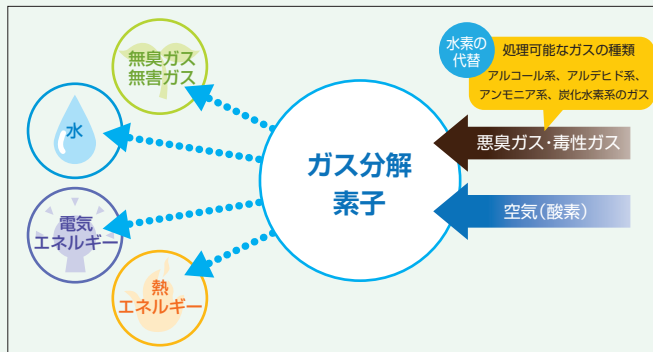 無臭ガス
無害ガス
水
電気
エネルギー
熱
エネルギー
ガス分解
素子
水素の
代替
処理可能なガスの種類
アルコール系、アルデヒド系、
アンモニア系、炭化水素系のガス
悪臭ガス・毒性ガス
空気（酸素）